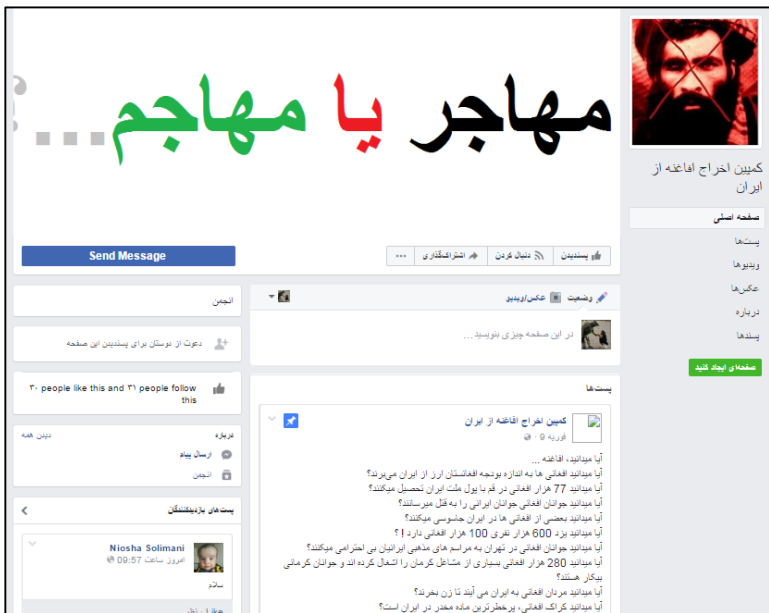 مهاجر یا مهاجم...؟
کمپین اخراج افاغنه از
ایران
صفحه اصلی
پست‌ها
ویدیوها
عکس‌ها
درباره
پسندها
صفحه‌ای ایجاد کنید
پسندیدن
دنبال کردن
اشتراک‌گذاری
Send Message
وضعیت
عکس/ویدیو
در این صفحه چیزی بنویسید...
پست‌ها
کمپین اخراج افاغنه از ایران
فوریه 9
آیا میدانید، افاغنه ...
آیا میدانید افغانی ها به اندازه بودجه افغانستان ارز از ایران می‌برند؟
آیا میدانید 77 هزار افغانی در قم با پول ملت ایران تحصیل میکنند؟
آیا میدانید جوانان افغانی جوانان ایرانی را به قتل میرسانند؟
آیا میدانید بعضی از افغانی ها در ایران جاسوسی میکنند؟
آیا میدانید یزد 600 هزار نفری 100 هزار افغانی دارد ! ؟
آیا میدانید جوانان افغانی در تهران به مراسم های مذهبی ایرانیان بی احترامی میکنند؟
آیا میدانید 280 هزار افغانی بسیاری از مشاغل کرمان را اشغال کرده اند و جوانان کرمانی
بیکار هستند؟
آیا میدانید مردان افغانی به ایران می آیند تا زن بخرند؟
آیا میدانید کراک افغانی، پرخطرترین ماده مخدر در ایران است؟
انجمن
دعوت از دوستان برای پسندیدن این صفحه
۳۰ people like this and ۳۱ people follow
this
درباره
دیدن همه
ارسال پیام
انجمن
پست‌های بازدیدکنندگان
Niosha Solimani
امروز ساعت 09:57
سلام
Like · نظر